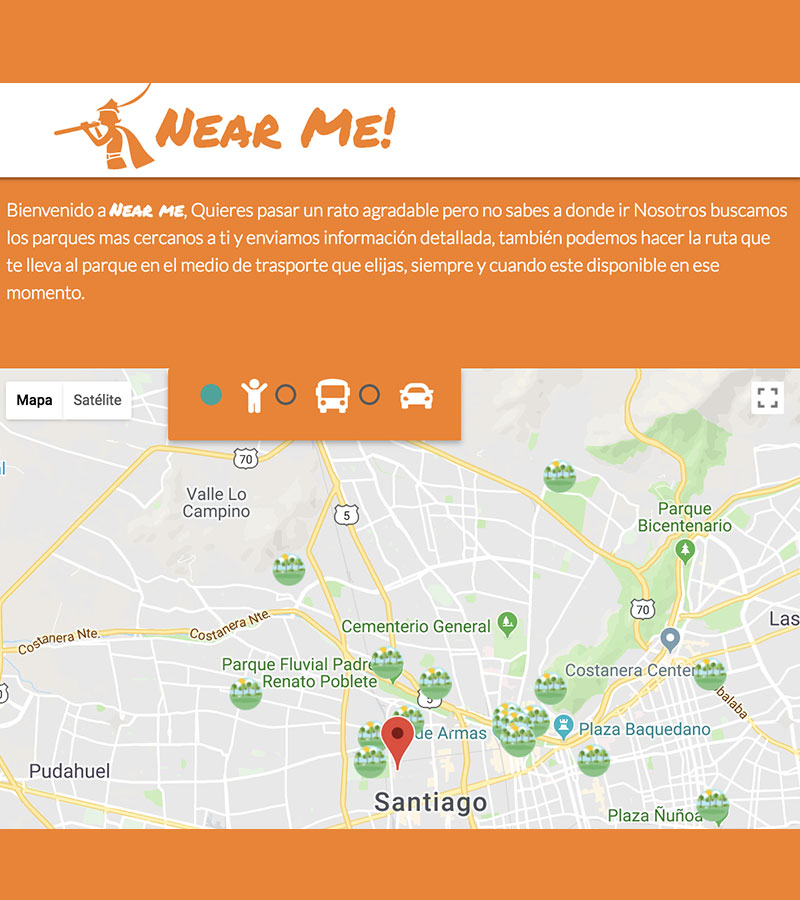 NEAR ME!
Bienvenido a NEAR ME, Quieres pasar un rato agradable pero no sabes a donde ir Nosotros buscamos
los parques mas cercanos a ti y enviamos información detallada, también podemos hacer la ruta que
te lleva al parque en el medio de trasporte que elijas, siempre y cuando este disponible en ese
momento.
Mapa Satélite
70
Valle Lo
Campino
5
Parque
Bicentenario
70
Cementerio General
Las
Costanera Nte.
Costanera Nte.
Parque Fluvial Padre
Renato Poblete
Costanera Center
5
balaba
de Armas
Plaza Baquedano
Pudahuel
Santiago
Plaza Ñuñoa